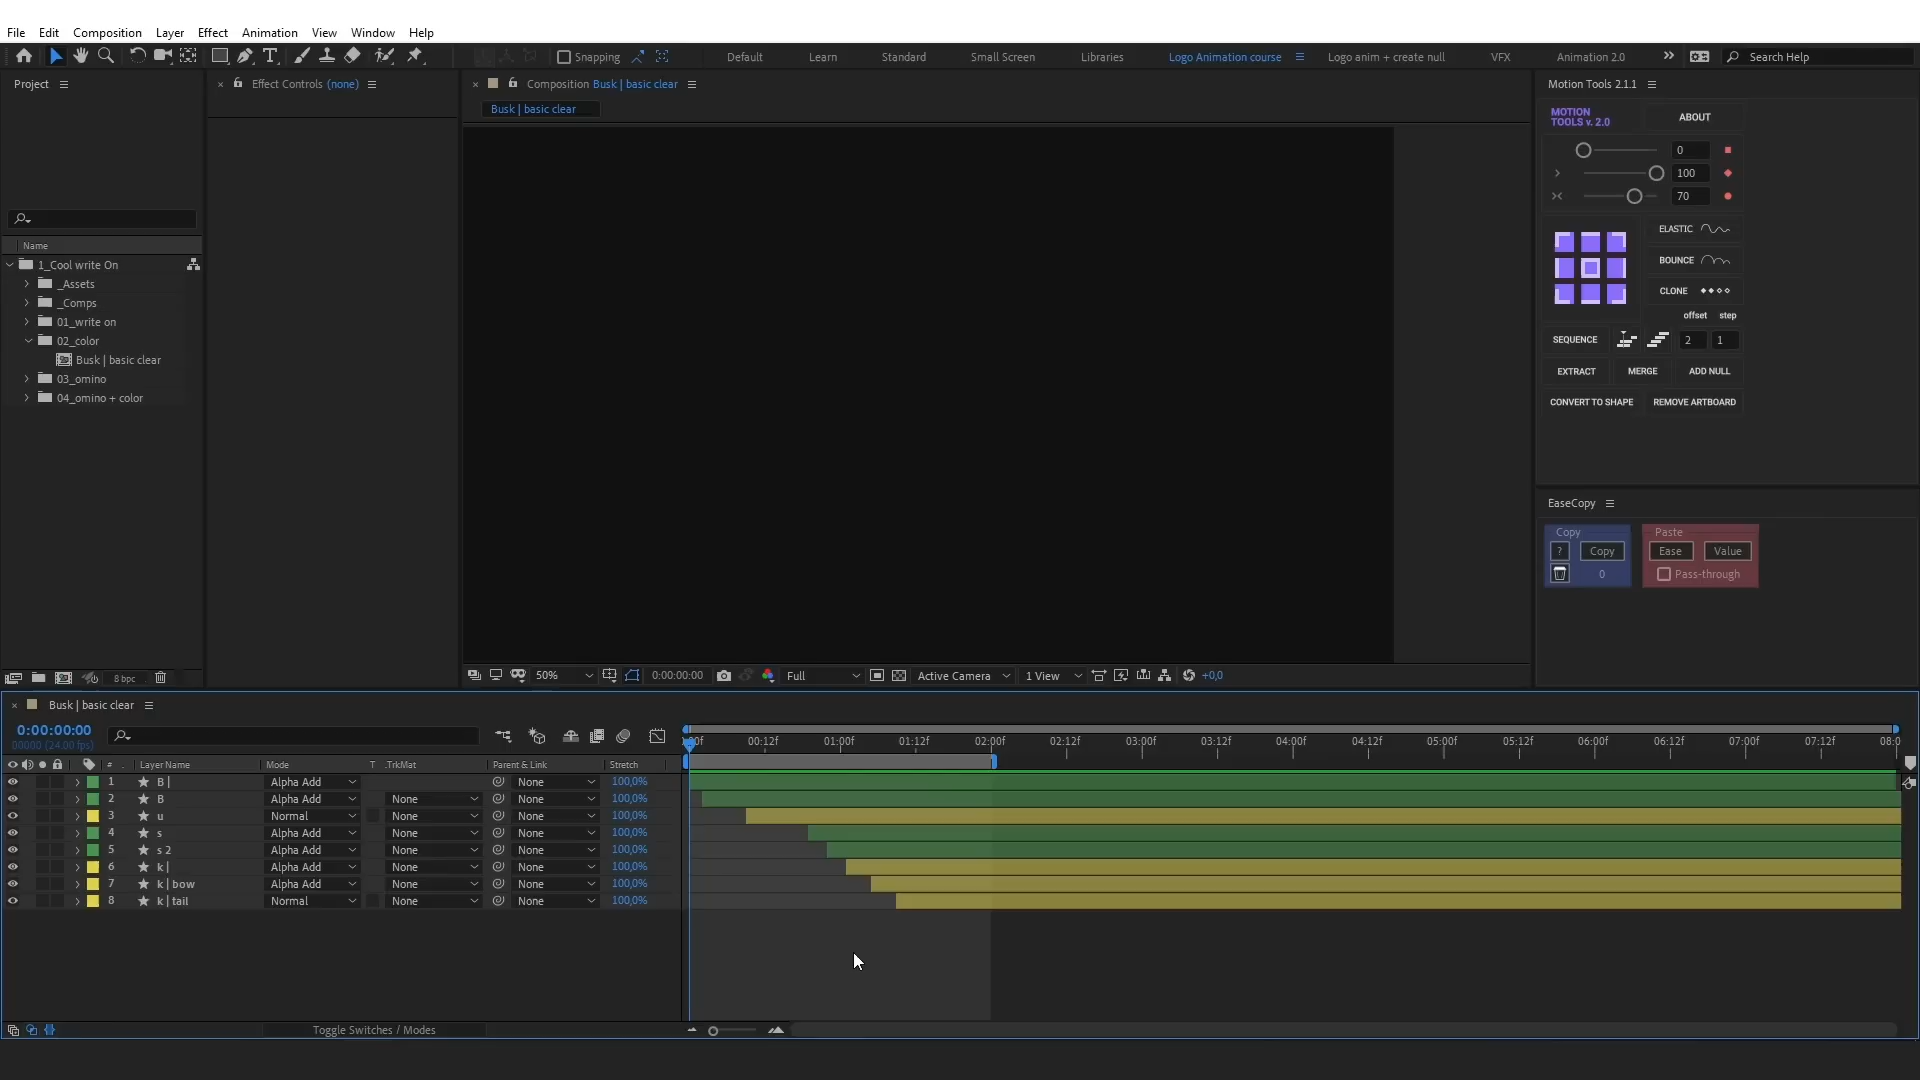 File Edit Composition Layer Effect Animation View Window Help
Snapping Default Learn Standard Small Screen Libraries Logo Animation course Logo anim + create null VFX Animation 2.0 Search Help
Project
Effect Controls (none)
Composition Busk | basic clear
Busk | basic clear
Name
1_Cool write On
_Assets
_Comps
01_write on
02_color
Busk | basic clear
03_omino
04_omino + color
8 bpc
50% 0:00:00:00 Full Active Camera 1 View +0,0
Motion Tools 2.1.1
MOTION
TOOLS v. 2.0
ABOUT
0
100
70
ELASTIC
BOUNCE
CLONE
offset step
SEQUENCE 2 1
EXTRACT MERGE ADD NULL
CONVERT TO SHAPE REMOVE ARTBOARD
EaseCopy
Copy Paste
? Copy Ease Value
0 Pass-through
Busk | basic clear
0:00:00:00
00000 (24.00 fps)
00:12f 01:00f 01:12f 02:00f 02:12f 03:00f 03:12f 04:00f 04:12f 05:00f 05:12f 06:00f 06:12f 07:00f 07:12f 08:0
# Layer Name Mode T .TrkMat Parent & Link Stretch
1 B | Alpha Add None 100,0%
2 B Alpha Add None None 100,0%
3 u Normal None None 100,0%
4 s Alpha Add None None 100,0%
5 s 2 Alpha Add None None 100,0%
6 k | Alpha Add None None 100,0%
7 k | bow Alpha Add None None 100,0%
8 k | tail Normal None None 100,0%
Toggle Switches / Modes